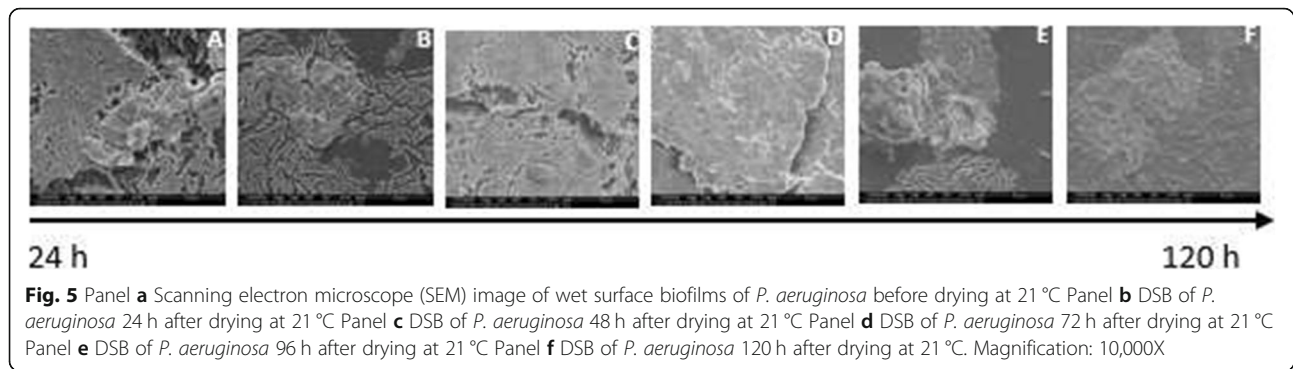 A B C D E F
24 h 120 h
Fig. 5 Panel a Scanning electron microscope (SEM) image of wet surface biofilms of P. aeruginosa before drying at 21 °C Panel b DSB of P.
aeruginosa 24 h after drying at 21 °C Panel c DSB of P. aeruginosa 48 h after drying at 21 °C Panel d DSB of P. aeruginosa 72 h after drying at 21 °C
Panel e DSB of P. aeruginosa 96 h after drying at 21 °C Panel f DSB of P. aeruginosa 120 h after drying at 21 °C. Magnification: 10,000X